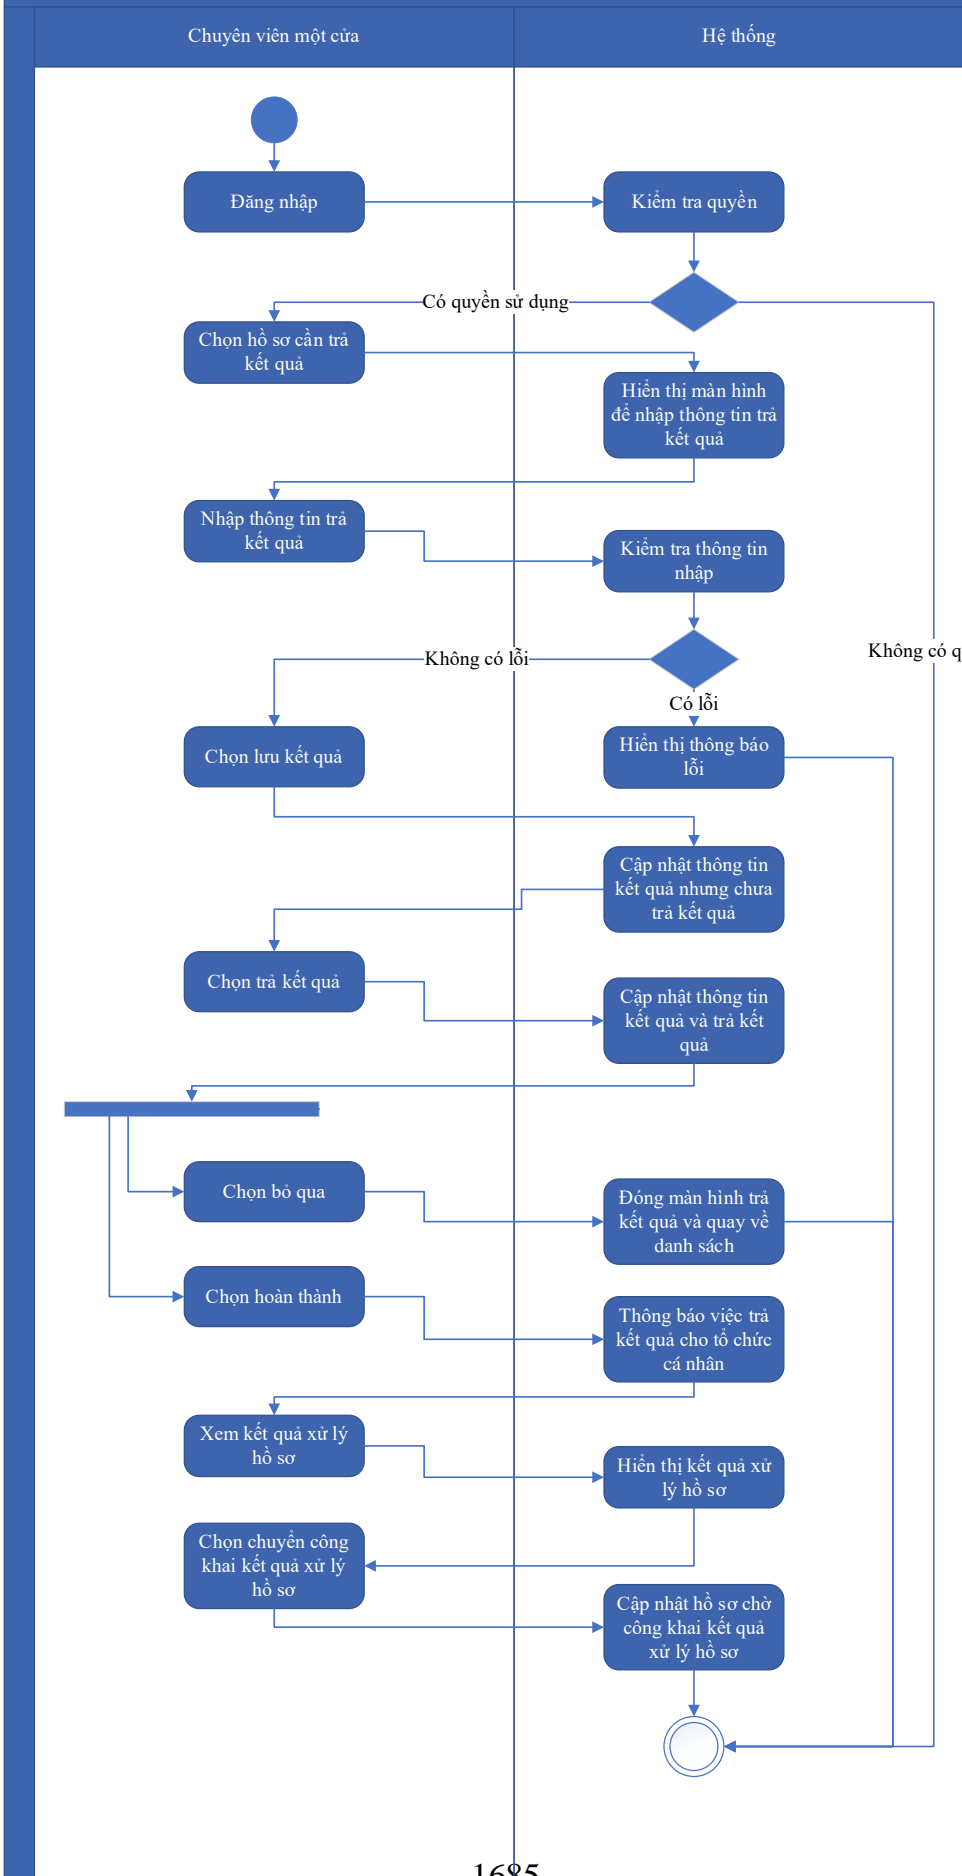 Chuyên viên một cửa
Hệ thống
Đăng nhập
Kiểm tra quyền
Có quyền sử dụng
Chọn hồ sơ cần trả
kết quả
Hiển thị màn hình
để nhập thông tin trả
kết quả
Nhập thông tin trả
kết quả
Kiểm tra thông tin
nhập
Không có q
Không có lỗi
Có lỗi
Chọn lưu kết quả
Hiển thị thông báo
lỗi
Cập nhật thông tin
kết quả nhưng chưa
trả kết quả
Chọn trả kết quả
Cập nhật thông tin
kết quả và trả kết
quả
Chọn bỏ qua
Đóng màn hình trả
kết quả và quay về
danh sách
Chọn hoàn thành
Thông báo việc trả
kết quả cho tổ chức
cá nhân
Xem kết quả xử lý
hồ sơ
Hiển thị kết quả xử
lý hồ sơ
Chọn chuyển công
khai kết quả xử lý
hồ sơ
Cập nhật hồ sơ chờ
công khai kết quả
xử lý hồ sơ
1685